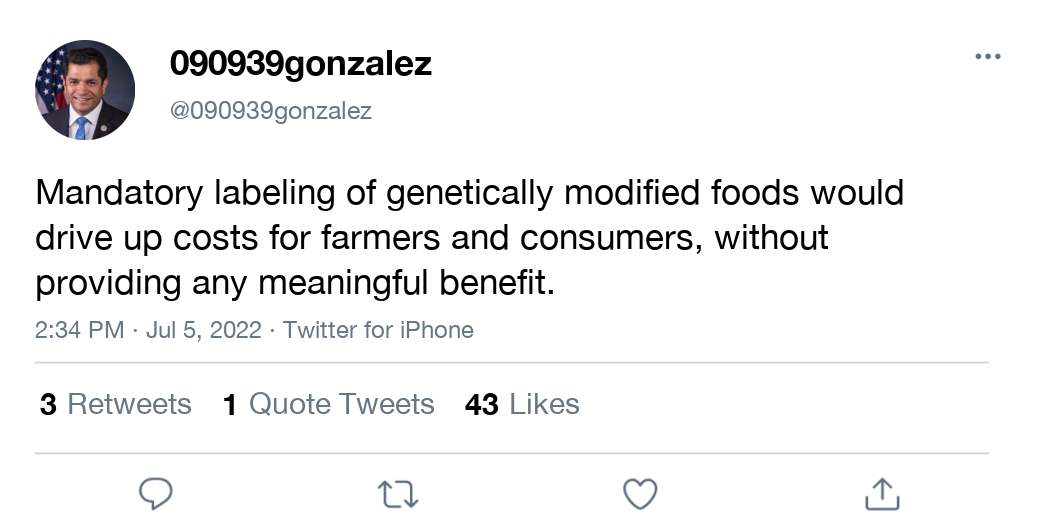 090939gonzalez
@090939gonzalez
Mandatory labeling of genetically modified foods would
drive up costs for farmers and consumers, without
providing any meaningful benefit.
2:34 PM · Jul 5, 2022 · Twitter for iPhone
3 Retweets 1 Quote Tweets 43 Likes